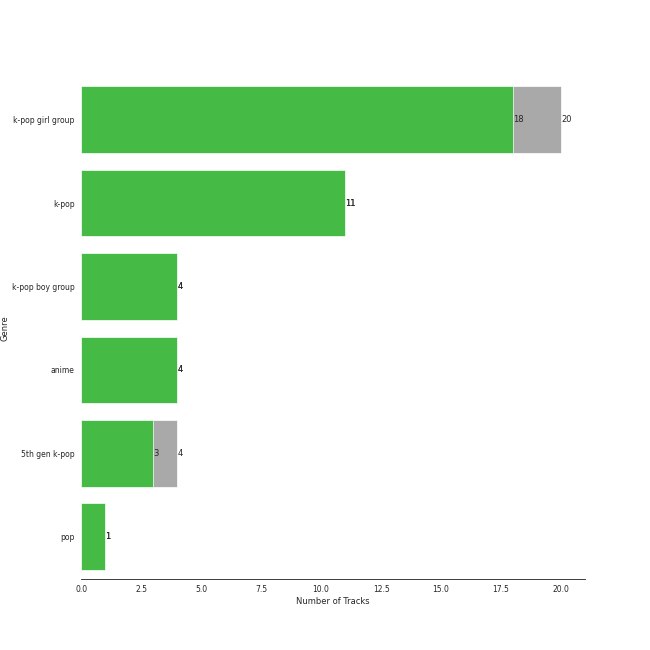 k-pop girl group
18
20
k-pop
11
k-pop boy group
4
anime
4
5th gen k-pop
3
4
pop
1
Genre
0.0
2.5
5.0
7.5
10.0
12.5
15.0
17.5
20.0
Number of Tracks